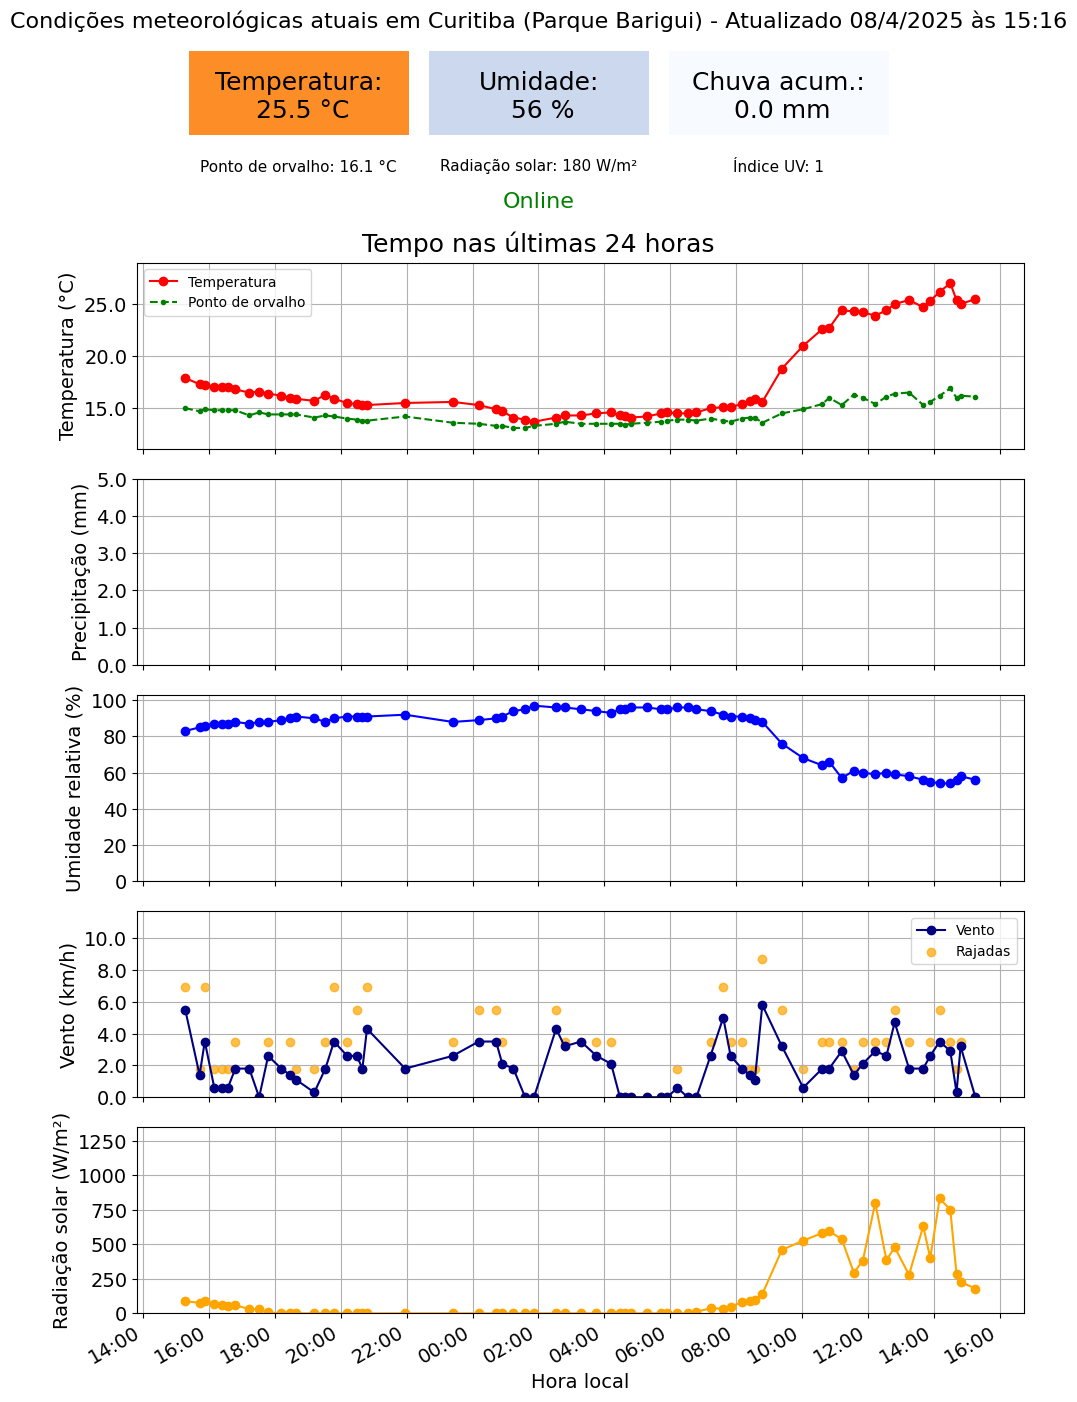 Condições meteorológicas atuais em Curitiba (Parque Barigui) - Atualizado 08/4/2025 às 15:16
Temperatura:
25.5 °C
Umidade:
56 %
Chuva acum.:
0.0 mm
Ponto de orvalho: 16.1 °C
Radiação solar: 180 W/m²
Índice UV: 1
Online
Tempo nas últimas 24 horas
Temperatura (°C)
25.0
20.0
15.0
Temperatura
Ponto de orvalho
Precipitação (mm)
5.0
4.0
3.0
2.0
1.0
0.0
Umidade relativa (%)
100
80
60
40
20
0
Vento (km/h)
10.0
8.0
6.0
4.0
2.0
0.0
Vento
Rajadas
Radiação solar (W/m²)
1250
1000
750
500
250
0
14:00
16:00
18:00
20:00
22:00
00:00
02:00
04:00
06:00
08:00
10:00
12:00
14:00
16:00
Hora local